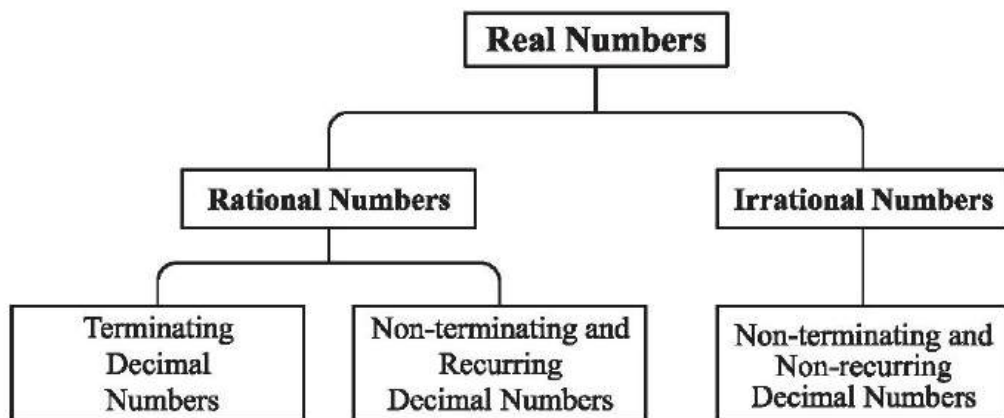 Real Numbers
Rational Numbers
Irrational Numbers
Terminating
Decimal
Numbers
Non-terminating and
Recurring
Decimal Numbers
Non-terminating and
Non-recurring
Decimal Numbers